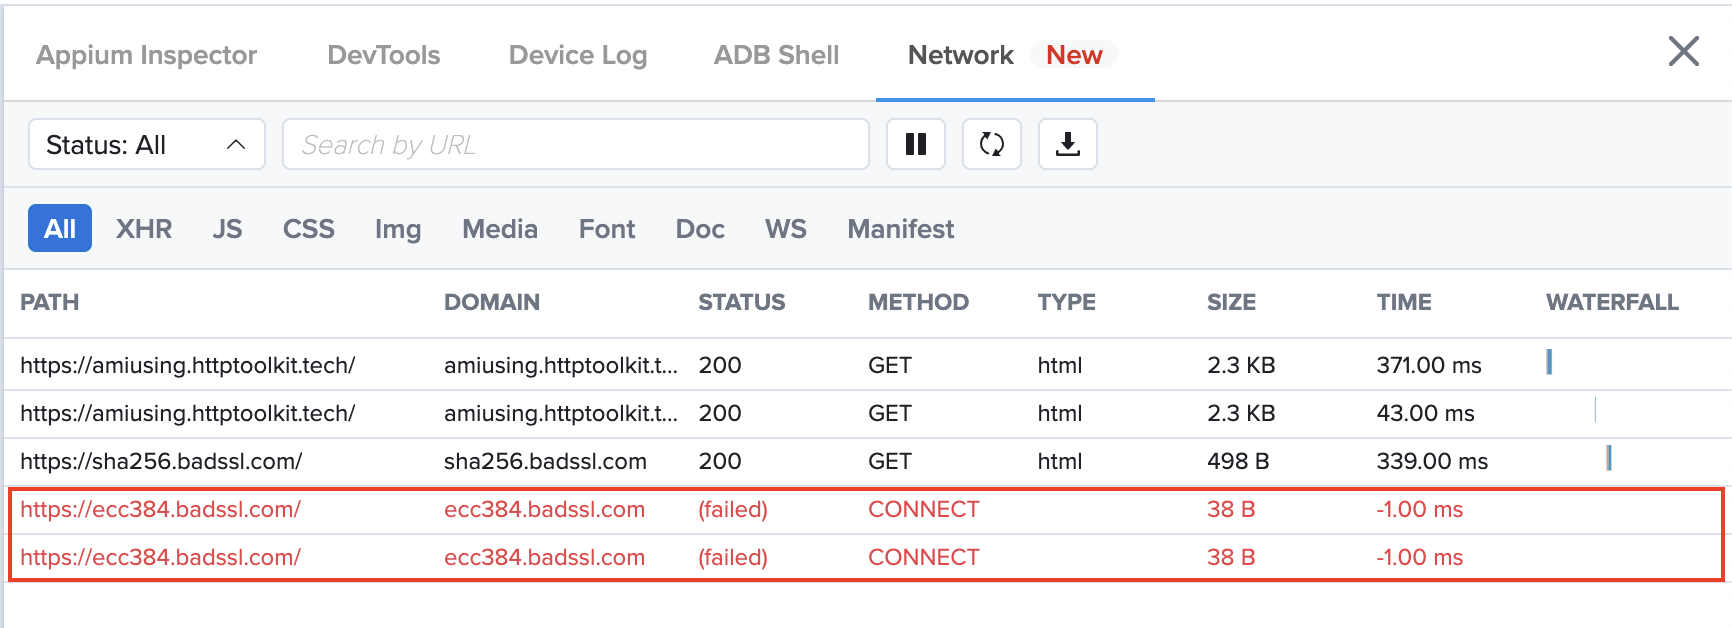 Appium Inspector DevTools Device Log ADB Shell Network New
Status: All Search by URL
All XHR JS CSS Img Media Font Doc WS Manifest
PATH DOMAIN STATUS METHOD TYPE SIZE TIME WATERFALL
https://amiusing.httptoolkit.tech/ amiusing.httptoolkit.t... 200 GET html 2.3 KB 371.00 ms
https://amiusing.httptoolkit.tech/ amiusing.httptoolkit.t... 200 GET html 2.3 KB 43.00 ms
https://sha256.badssl.com/ sha256.badssl.com 200 GET html 498 B 339.00 ms
https://ecc384.badssl.com/ ecc384.badssl.com (failed) CONNECT 38 B -1.00 ms
https://ecc384.badssl.com/ ecc384.badssl.com (failed) CONNECT 38 B -1.00 ms